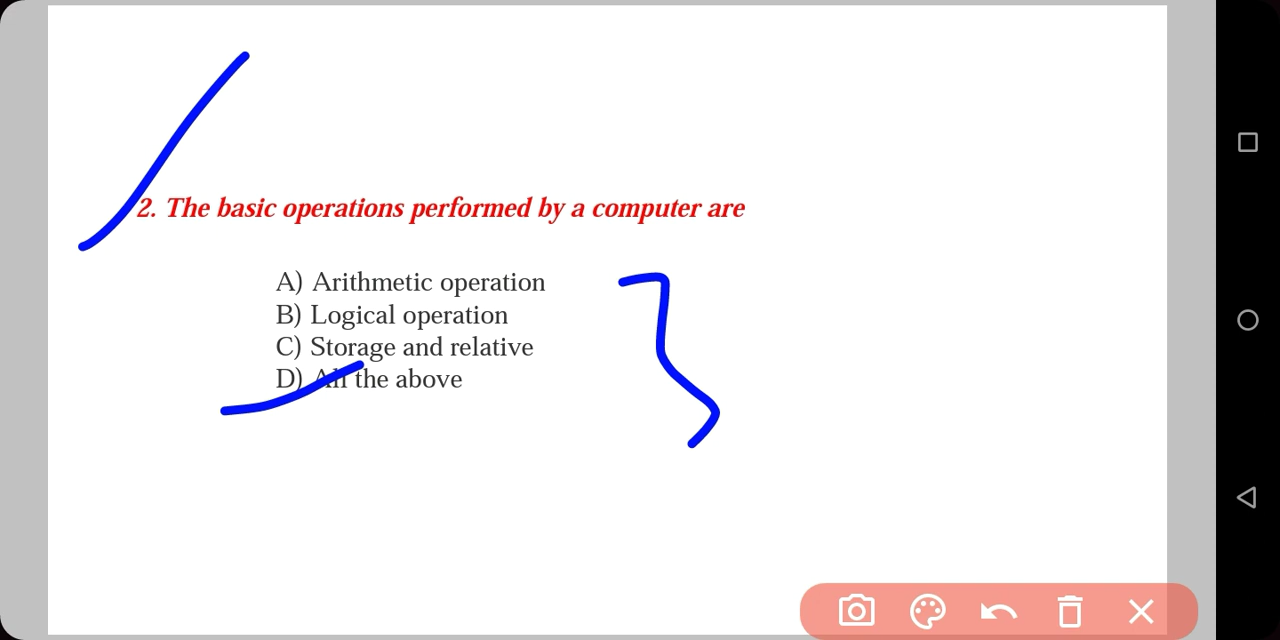 2. The basic operations performed by a computer are
A) Arithmetic operation
B) Logical operation
C) Storage and relative
D) All the above